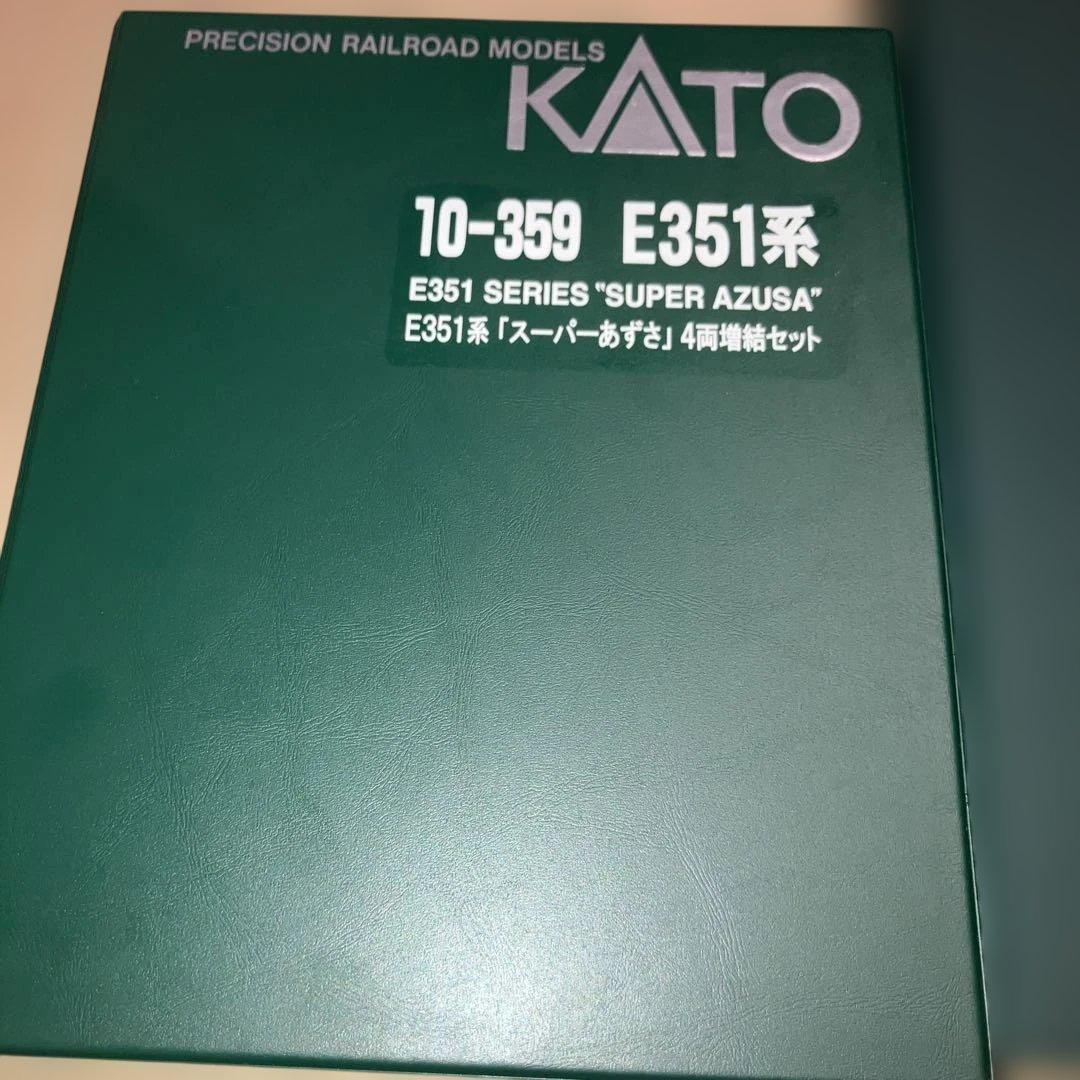 PRECISION RAILROAD MODELS
KATO
10-359 E351系
E351 SERIES "SUPER AZUSA"
E351系「スーパーあずさ」4両増結セット